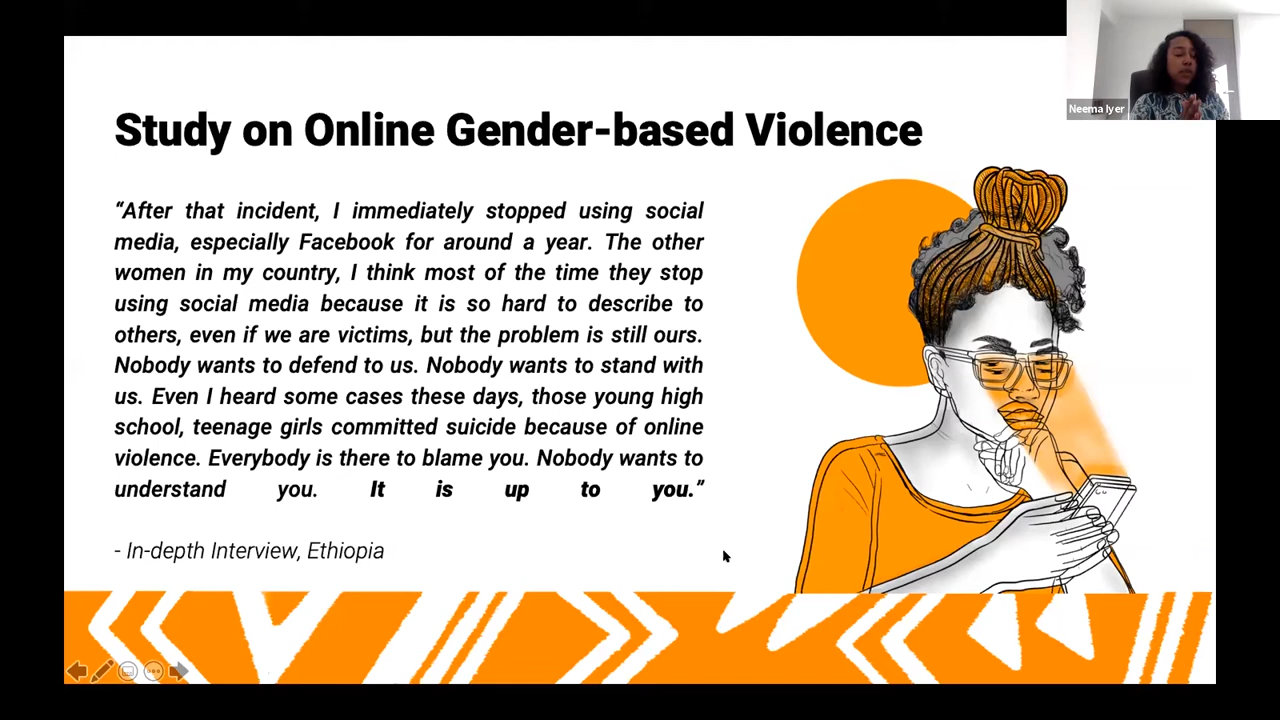 Neema Iyer
Study on Online Gender-based Violence
“After that incident, I immediately stopped using social
media, especially Facebook for around a year. The other
women in my country, I think most of the time they stop
using social media because it is so hard to describe to
others, even if we are victims, but the problem is still ours.
Nobody wants to defend to us. Nobody wants to stand with
us. Even I heard some cases these days, those young high
school, teenage girls committed suicide because of online
violence. Everybody is there to blame you. Nobody wants to
understand you. It is up to you.”
- In-depth Interview, Ethiopia